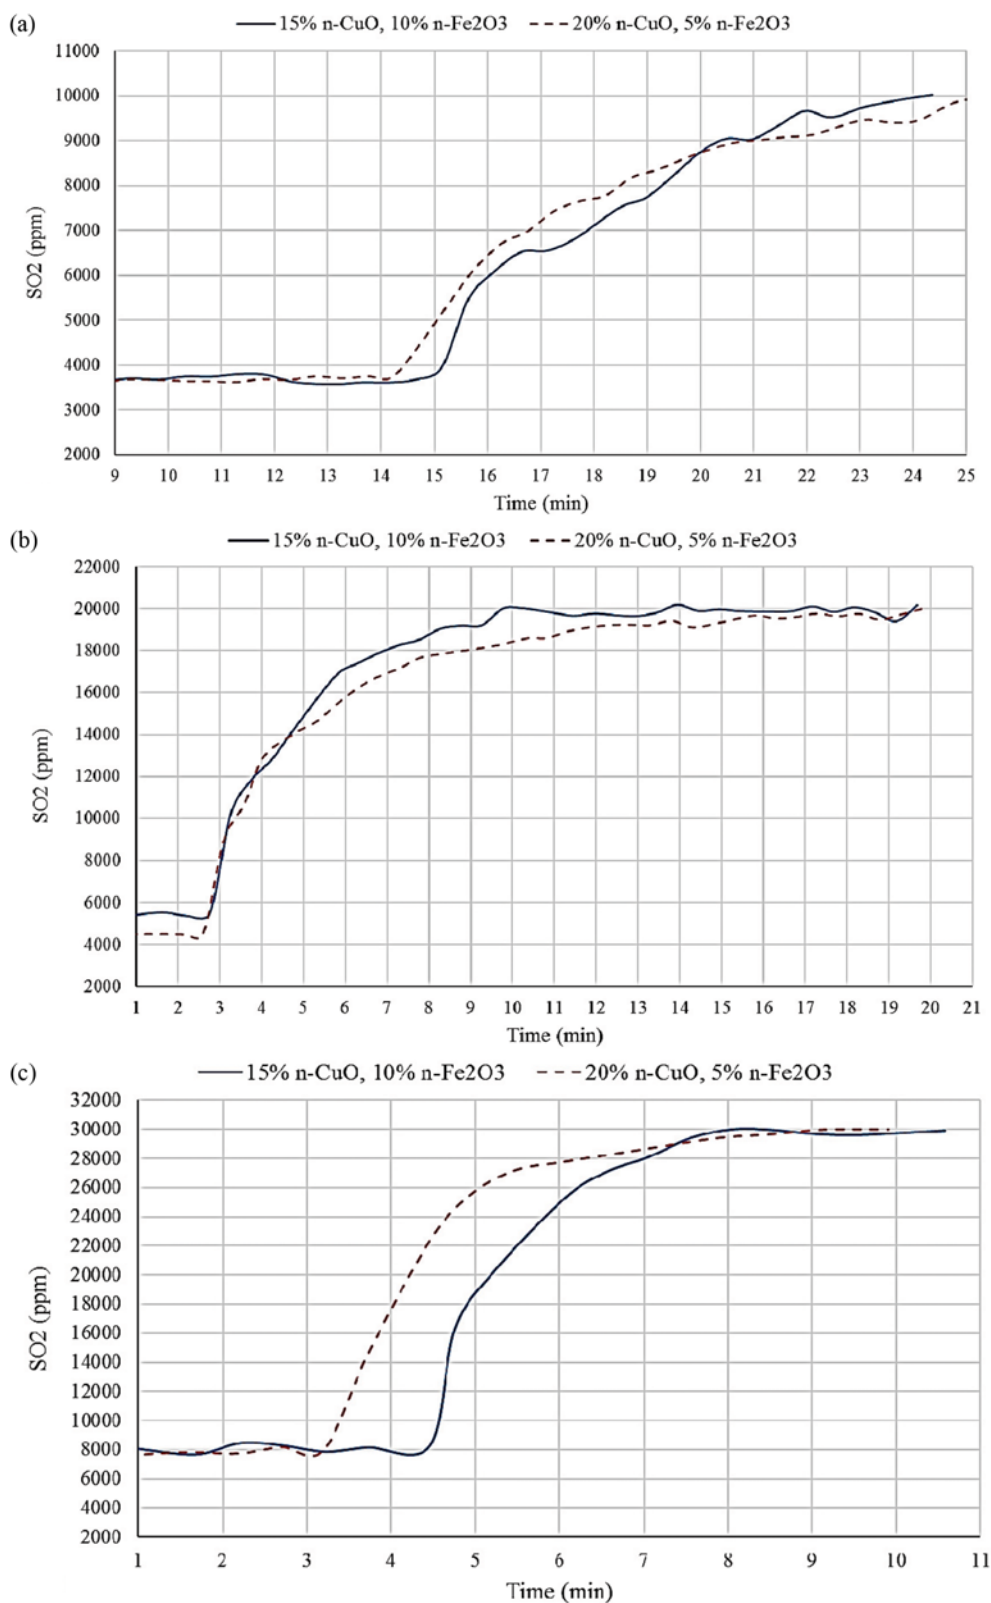 (a)
15% n-CuO, 10% n-Fe2O3 20% n-CuO, 5% n-Fe2O3
11000
10000
9000
8000
7000
6000
5000
4000
3000
2000
SO2 (ppm)
9 10 11 12 13 14 15 16 17 18 19 20 21 22 23 24 25
Time (min)
(b)
15% n-CuO, 10% n-Fe2O3 20% n-CuO, 5% n-Fe2O3
22000
20000
18000
16000
14000
12000
10000
8000
6000
4000
2000
SO2 (ppm)
1 2 3 4 5 6 7 8 9 10 11 12 13 14 15 16 17 18 19 20 21
Time (min)
(c)
15% n-CuO, 10% n-Fe2O3 20% n-CuO, 5% n-Fe2O3
32000
30000
28000
26000
24000
22000
20000
18000
16000
14000
12000
10000
8000
6000
4000
2000
SO2 (ppm)
1 2 3 4 5 6 7 8 9 10 11
Time (min)